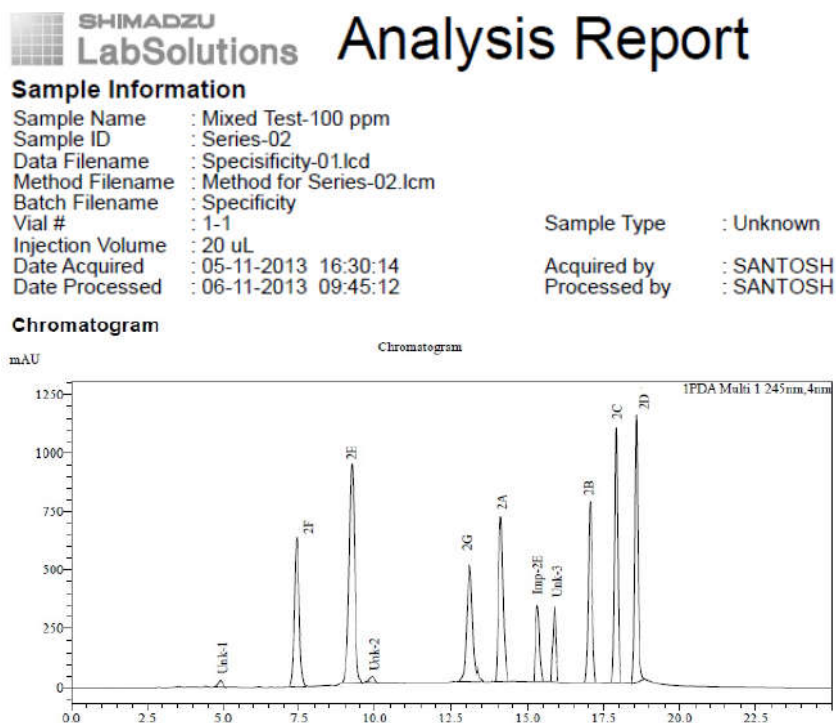 SHIMADZU
LabSolutions Analysis Report
Sample Information
Sample Name : Mixed Test-100 ppm
Sample ID : Series-02
Data Filename : Specisificity-01.lcd
Method Filename : Method for Series-02.lcm
Batch Filename : Specificity
Vial # : 1-1 Sample Type : Unknown
Injection Volume : 20 uL
Date Acquired : 05-11-2013 16:30:14 Acquired by : SANTOSH
Date Processed : 06-11-2013 09:45:12 Processed by : SANTOSH
Chromatogram
Chromatogram
mAU
1PDA Multi 1 245nm,4nm
1250
1000
750
500
250
0
Unk-1
2F
2E
Unk-2
2G
2A
Imp-2E
Unk-3
2B
2C
2D
0.0 2.5 5.0 7.5 10.0 12.5 15.0 17.5 20.0 22.5